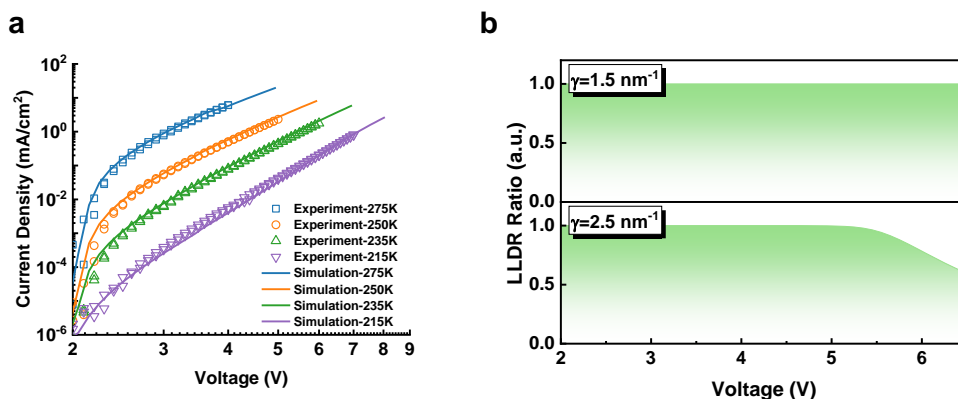 a
Current Density (mA/cm²)
10²
10⁰
10⁻²
10⁻⁴
10⁻⁶
Experiment-275K
Experiment-250K
Experiment-235K
Experiment-215K
Simulation-275K
Simulation-250K
Simulation-235K
Simulation-215K
2 3 4 5 6 7 8 9
Voltage (V)
b
LLDR Ratio (a.u.)
γ=1.5 nm⁻¹
1.0
0.5
0.0
γ=2.5 nm⁻¹
1.0
0.5
0.0
2 3 4 5 6
Voltage (V)